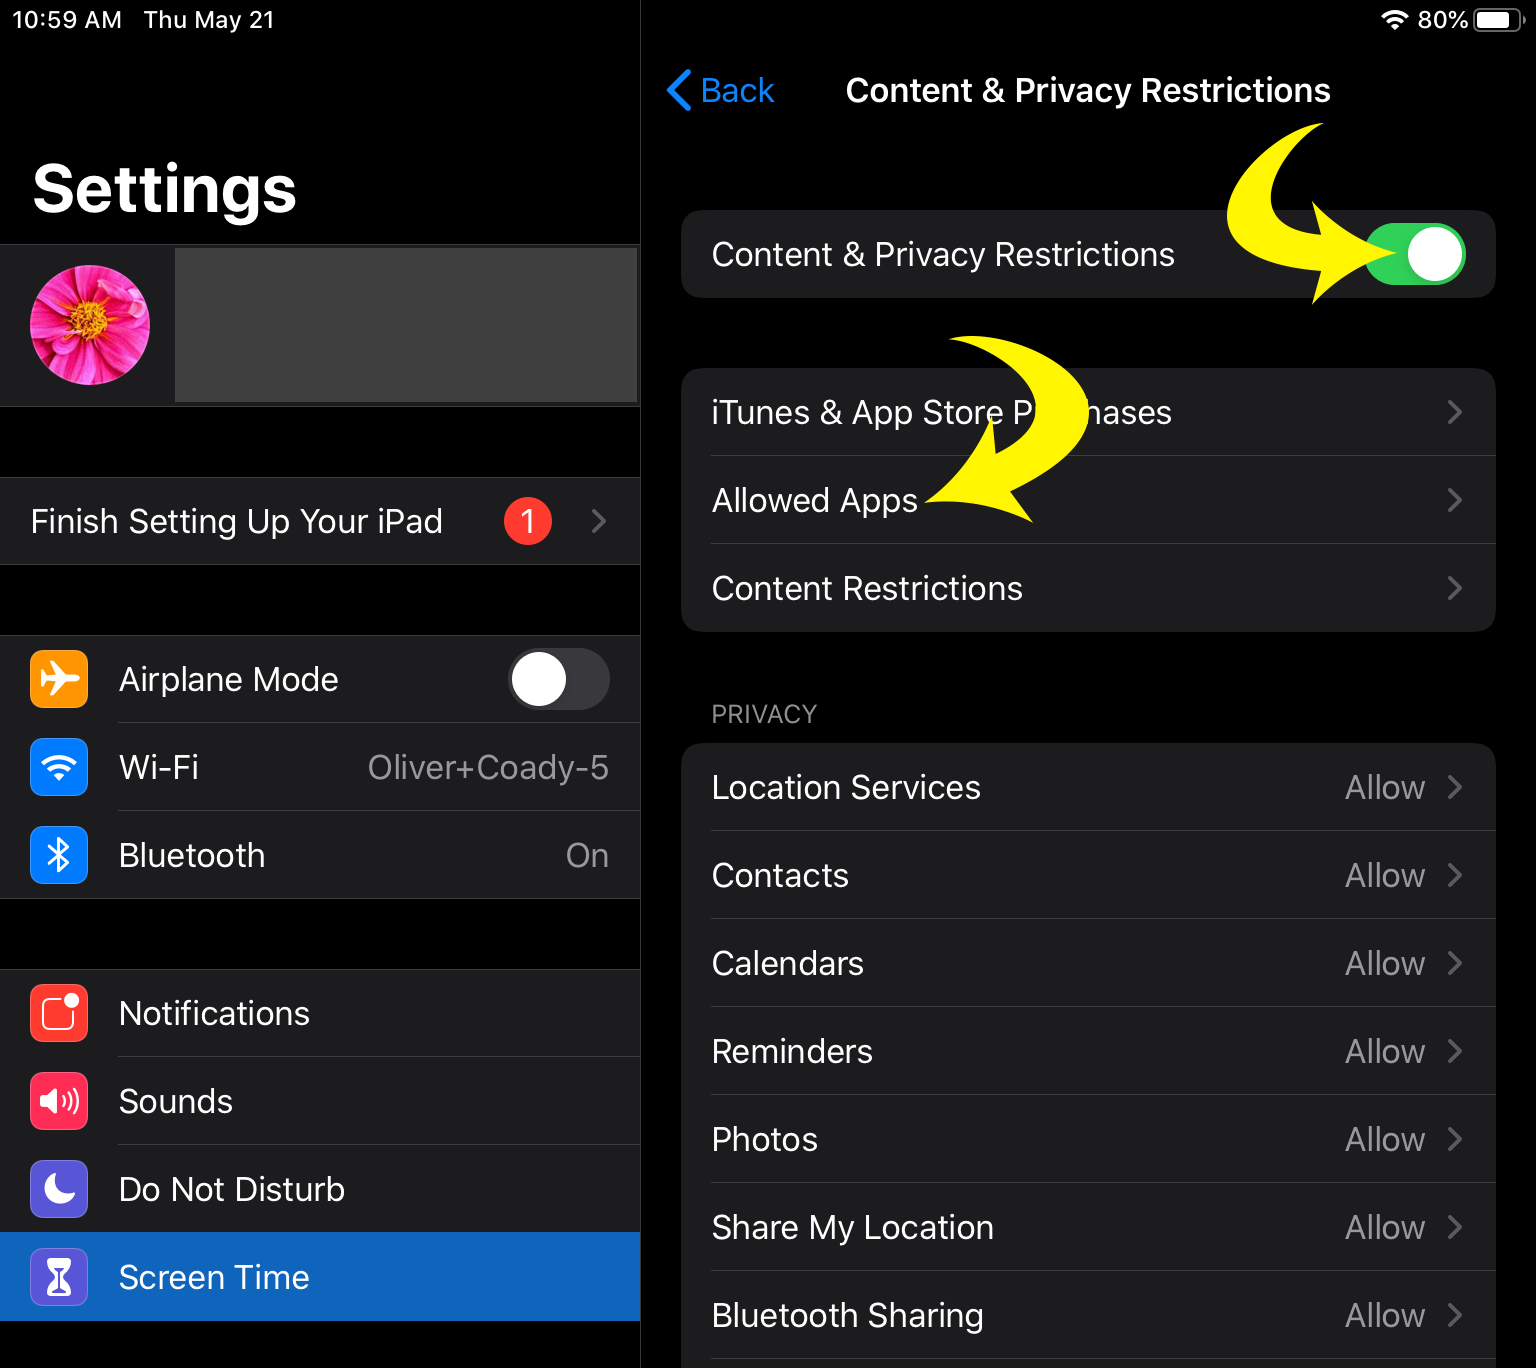 10:59 AM Thu May 21
80%
Settings
Finish Setting Up Your iPad 1
Airplane Mode
Wi-Fi Oliver+Coady-5
Bluetooth On
Notifications
Sounds
Do Not Disturb
Screen Time
Back Content & Privacy Restrictions
Content & Privacy Restrictions
iTunes & App Store P hases
Allowed Apps
Content Restrictions
PRIVACY
Location Services Allow
Contacts Allow
Calendars Allow
Reminders Allow
Photos Allow
Share My Location Allow
Bluetooth Sharing Allow